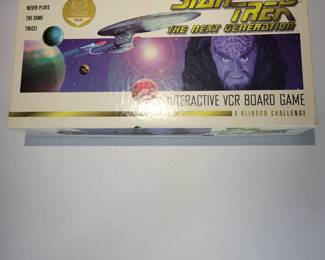 NEVER PLAYS
THE GAME
TWICE!
STAR TREK
THE NEXT GENERATION
INTERACTIVE VCR BOARD GAME
A KLINGON CHALLENGE